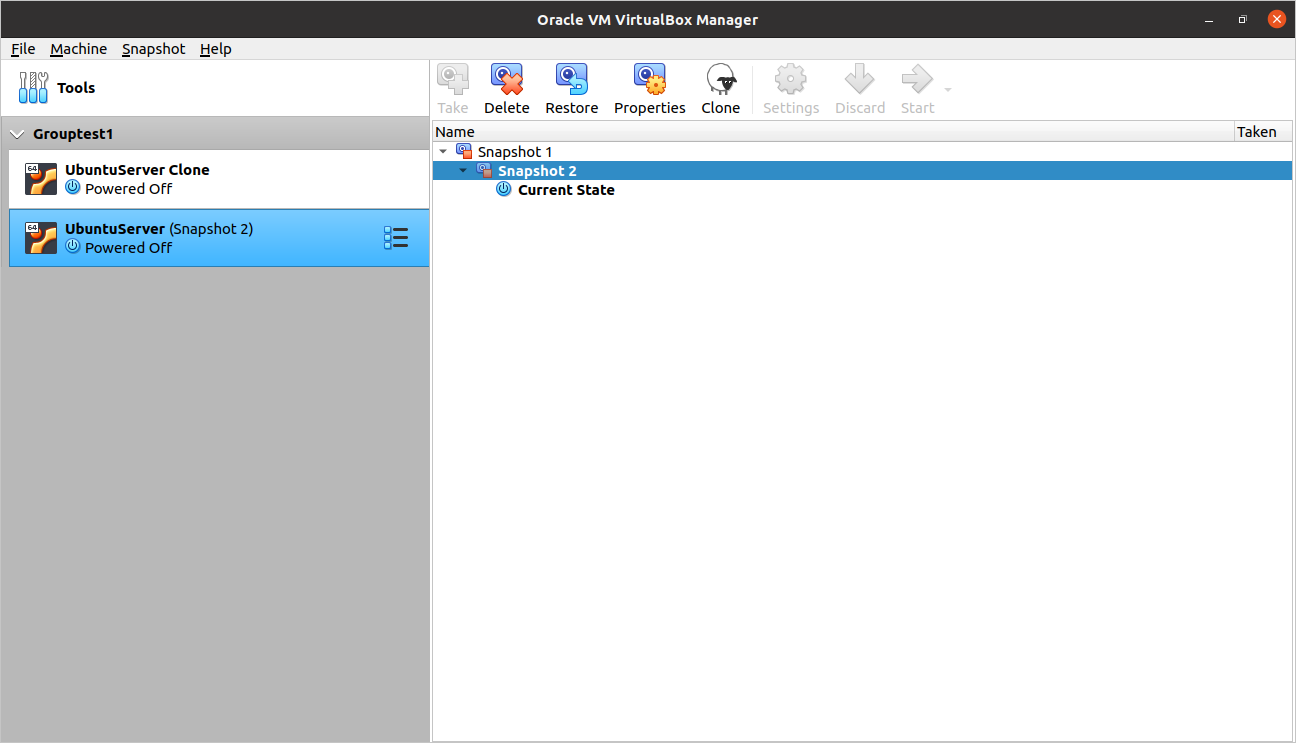 Oracle VM VirtualBox Manager
File Machine Snapshot Help
Tools
Take Delete Restore Properties Clone Settings Discard Start
Grouptest1
Name Taken
64 UbuntuServer Clone
Powered Off
Snapshot 1
Snapshot 2
Current State
64 UbuntuServer (Snapshot 2)
Powered Off